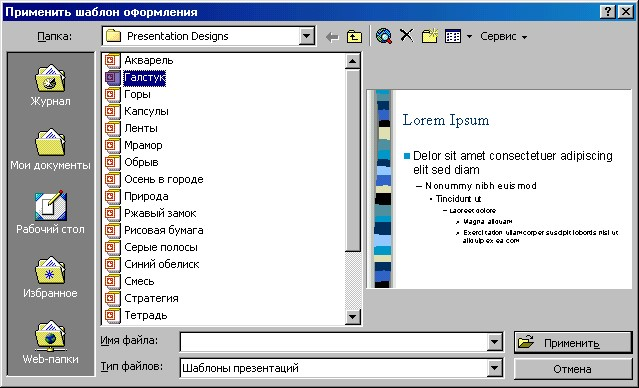 Применить шаблон оформления
Папка: Presentation Designs Сервис
Журнал
Мои документы
Рабочий стол
Избранное
Web-папки
Акварель
Галстук
Горы
Капсулы
Ленты
Мрамор
Обрыв
Осень в городе
Природа
Ржавый замок
Рисовая бумага
Серые полосы
Синий обелиск
Смесь
Стратегия
Тетрадь
Lorem Ipsum
Delor sit amet consectetuer adipiscing
elit sed diam
Nonummy nibh euismod
Tincidunt ut
Laoreet dolore
Magna aliquam
Exercitation ullamcorper suscipit lobortis nisl ut
aliquip ex ea com
Имя файла:
Тип файлов: Шаблоны презентаций
Применить
Отмена